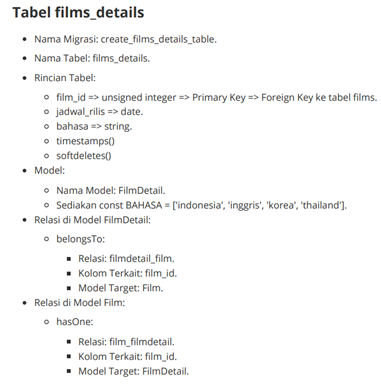 Tabel films_details
• Nama Migrasi: create_films_details_table.
• Nama Tabel: films_details.
• Rincian Tabel:
◦ film_id => unsigned integer => Primary Key => Foreign Key ke tabel films.
◦ jadwal_rilis => date.
◦ bahasa => string.
◦ timestamps()
◦ softdeletes()
• Model:
◦ Nama Model: FilmDetail.
◦ Sediakan const BAHASA = ['indonesia', 'inggris', 'korea', 'thailand'].
• Relasi di Model FilmDetail:
◦ belongsTo:
▪ Relasi: filmdetail_film.
▪ Kolom Terkait: film_id.
▪ Model Target: Film.
• Relasi di Model Film:
◦ hasOne:
▪ Relasi: film_filmdetail.
▪ Kolom Terkait: film_id.
▪ Model Target: FilmDetail.